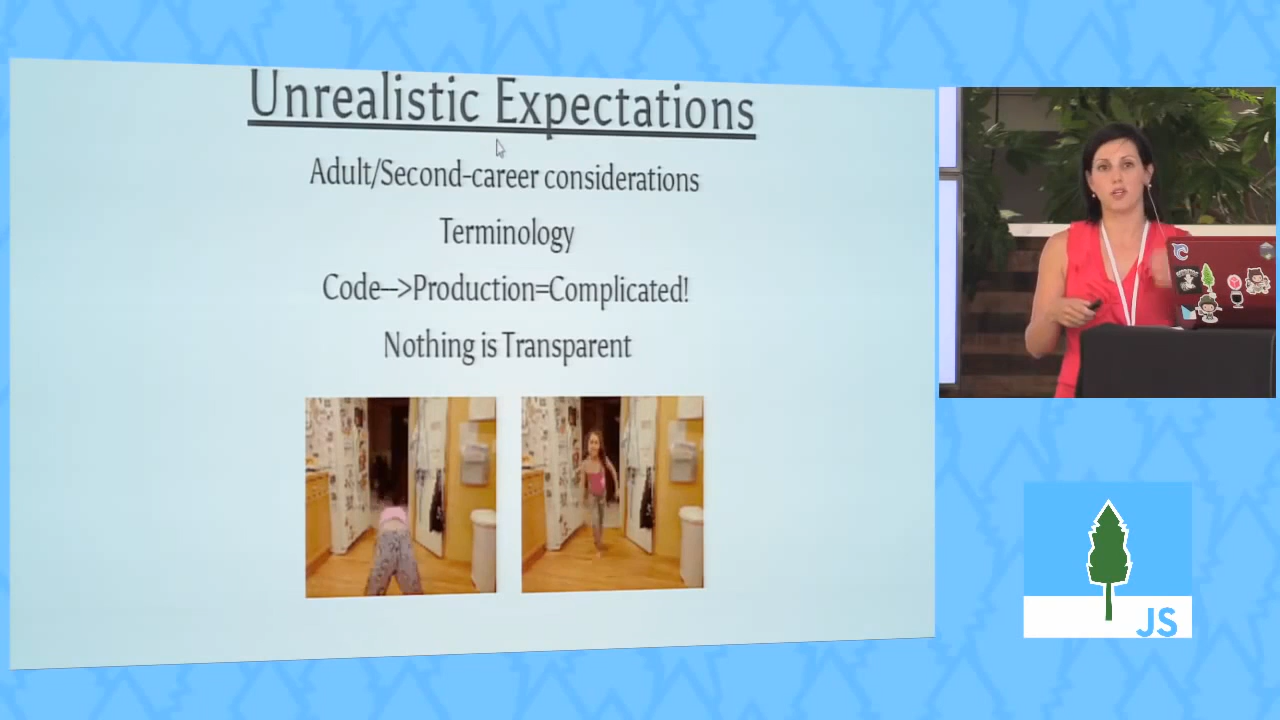 Unrealistic Expectations
Adult/Second-career considerations
Terminology
Code-->Production=Complicated!
Nothing is Transparent
JS